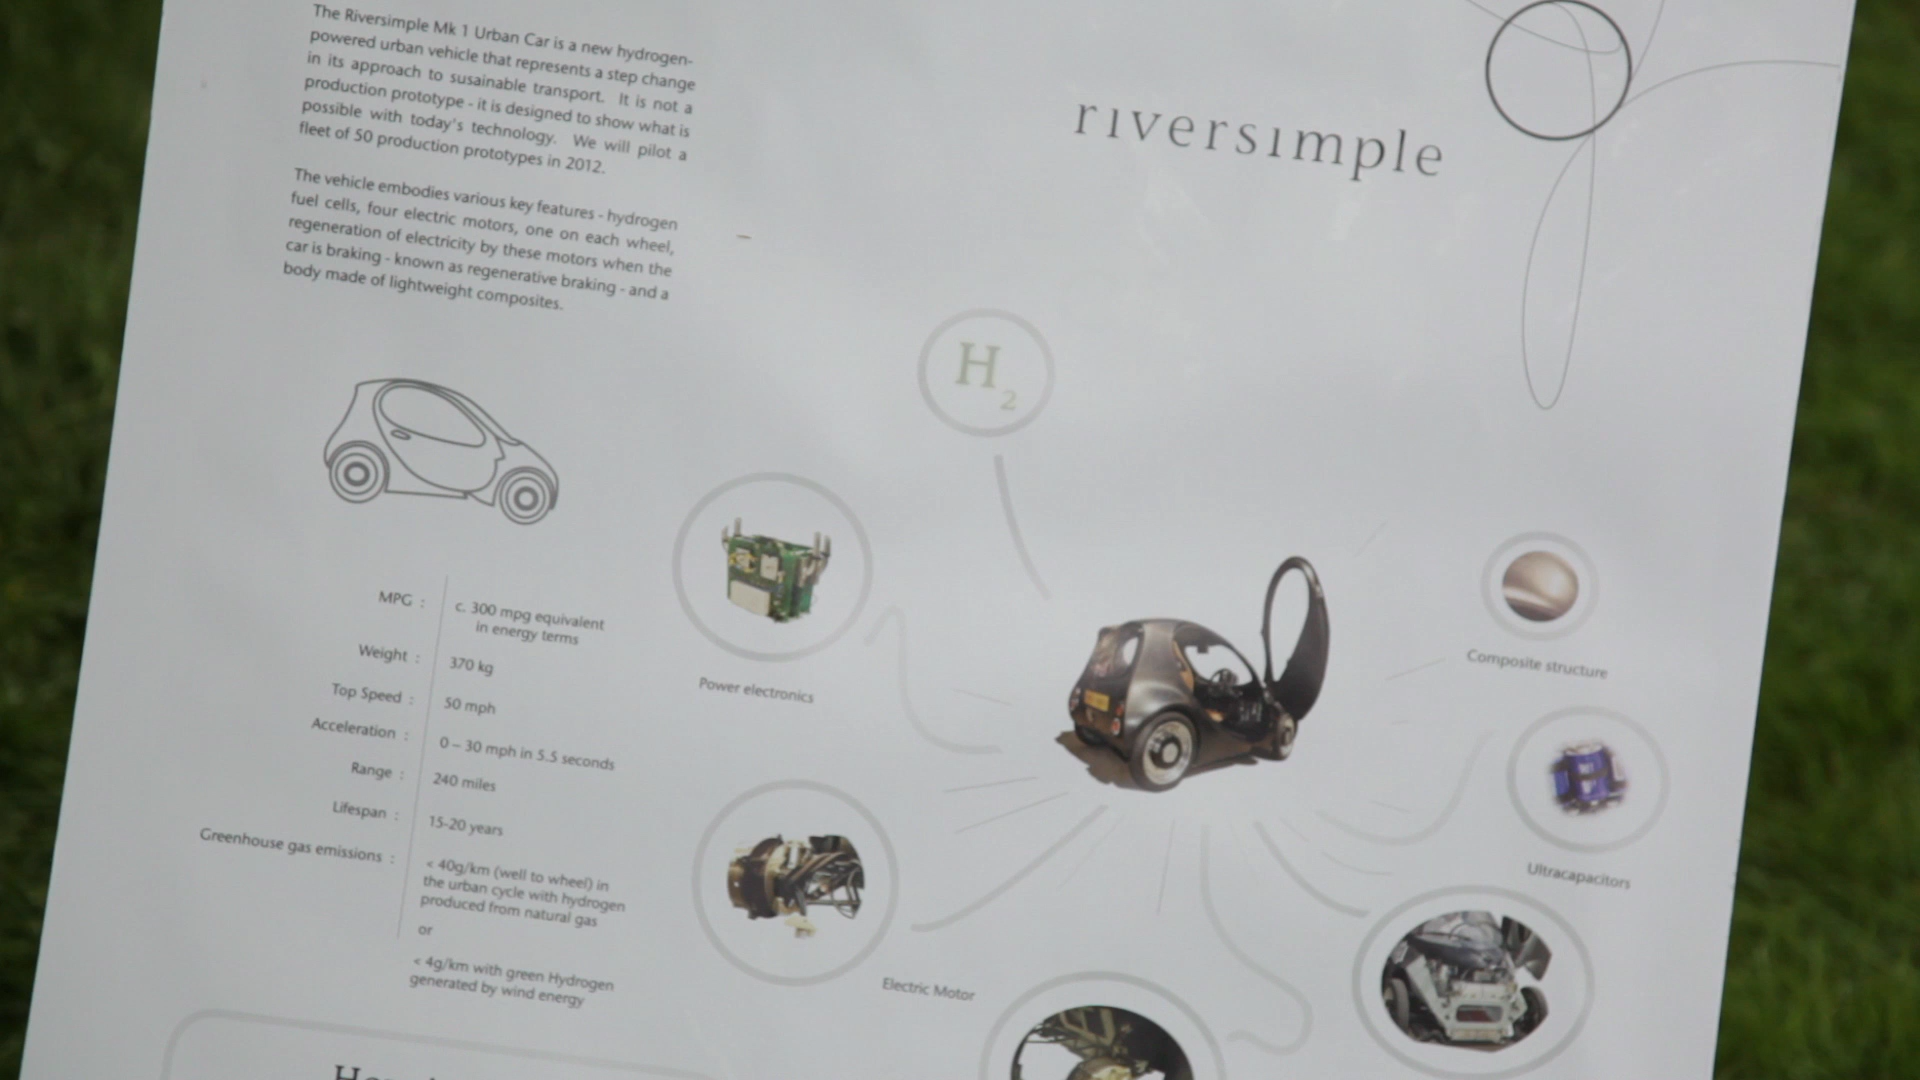 The Riversimple Mk 1 Urban Car is a new hydrogen-
powered urban vehicle that represents a step change
in its approach to susainable transport. It is not a
production prototype - it is designed to show what is
possible with today's technology. We will pilot a
fleet of 50 production prototypes in 2012.
The vehicle embodies various key features - hydrogen
fuel cells, four electric motors, one on each wheel,
regeneration of electricity by these motors when the
car is braking - known as regenerative braking - and a
body made of lightweight composites.
riversimple
H2
MPG : c. 300 mpg equivalent
in energy terms
Weight : 370 kg
Top Speed : 50 mph
Acceleration : 0 – 30 mph in 5.5 seconds
Range : 240 miles
Lifespan : 15-20 years
Greenhouse gas emissions : < 40g/km (well to wheel) in
the urban cycle with hydrogen
produced from natural gas
or
< 4g/km with green Hydrogen
generated by wind energy
Power electronics
Electric Motor
Composite structure
Ultracapacitors